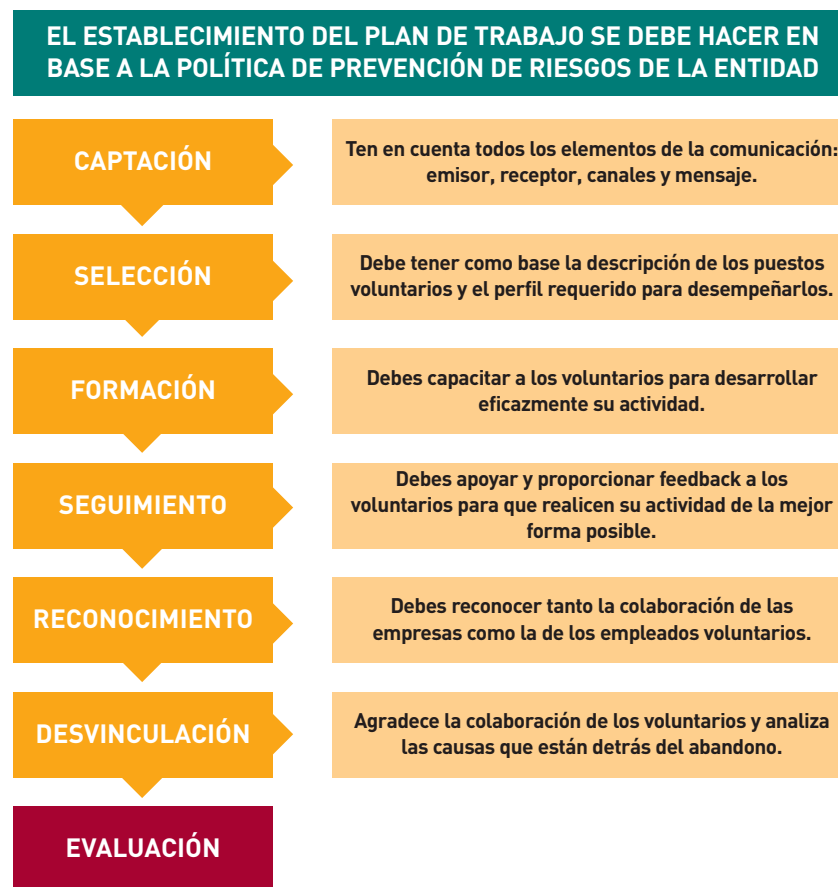 EL ESTABLECIMIENTO DEL PLAN DE TRABAJO SE DEBE HACER EN
BASE A LA POLÍTICA DE PREVENCIÓN DE RIESGOS DE LA ENTIDAD
CAPTACIÓN
Ten en cuenta todos los elementos de la comunicación:
emisor, receptor, canales y mensaje.
SELECCIÓN
Debe tener como base la descripción de los puestos
voluntarios y el perfil requerido para desempeñarlos.
FORMACIÓN
Debes capacitar a los voluntarios para desarrollar
eficazmente su actividad.
SEGUIMIENTO
Debes apoyar y proporcionar feedback a los
voluntarios para que realicen su actividad de la mejor
forma posible.
RECONOCIMIENTO
Debes reconocer tanto la colaboración de las
empresas como la de los empleados voluntarios.
DESVINCULACIÓN
Agradece la colaboración de los voluntarios y analiza
las causas que están detrás del abandono.
EVALUACIÓN